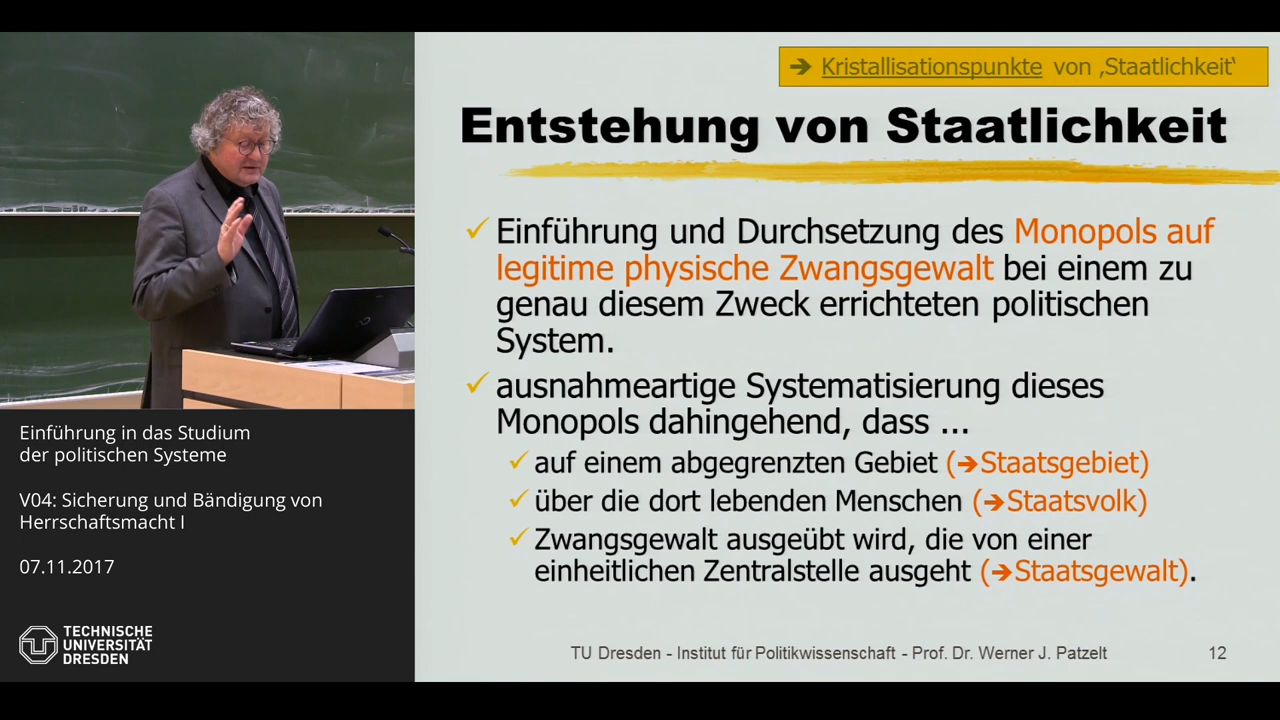 ➔ Kristallisationspunkte von ‚Staatlichkeit‘
Entstehung von Staatlichkeit
✓ Einführung und Durchsetzung des Monopols auf
legitime physische Zwangsgewalt bei einem zu
genau diesem Zweck errichteten politischen
System.
✓ ausnahmeartige Systematisierung dieses
Monopols dahingehend, dass ...
✓ auf einem abgegrenzten Gebiet (➔Staatsgebiet)
✓ über die dort lebenden Menschen (➔Staatsvolk)
✓ Zwangsgewalt ausgeübt wird, die von einer
einheitlichen Zentralstelle ausgeht (➔Staatsgewalt).
TU Dresden - Institut für Politikwissenschaft - Prof. Dr. Werner J. Patzelt 12
Einführung in das Studium
der politischen Systeme
V04: Sicherung und Bändigung von
Herrschaftsmacht I
07.11.2017
TECHNISCHE
UNIVERSITÄT
DRESDEN